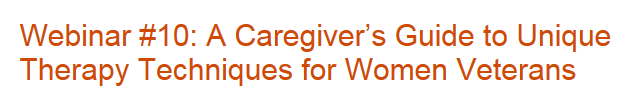 Webinar #10: A Caregiver’s Guide to Unique
Therapy Techniques for Women Veterans